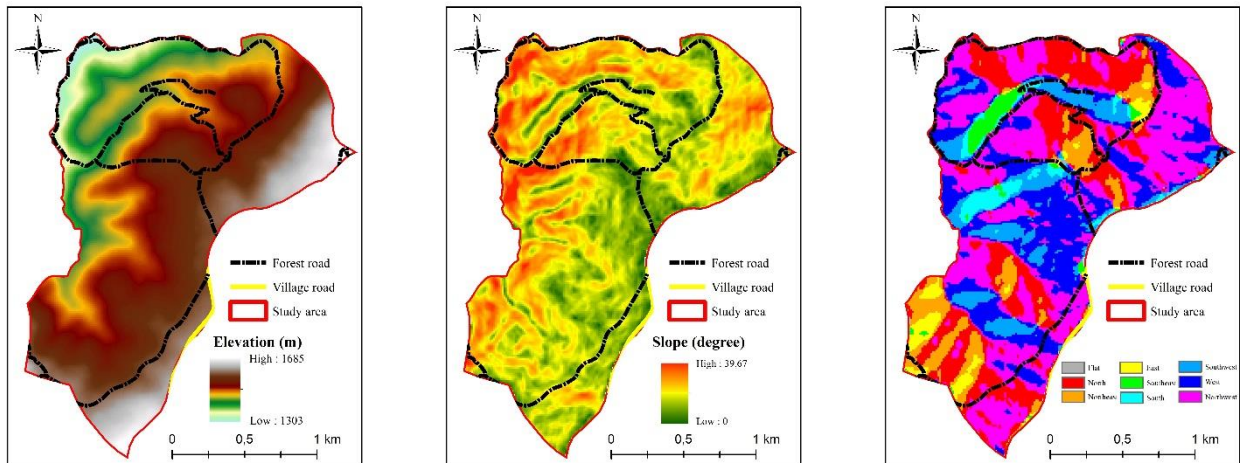 N
Forest road
Village road
Study area
Elevation (m)
High : 1685
Low : 1303
0 0,5 1 km
N
Forest road
Village road
Study area
Slope (degree)
High : 39.67
Low : 0
0 0,5 1 km
N
Forest road
Village road
Study area
Flat East Southwest
North Southeast West
Northeast South Northwest
0 0,5 1 km